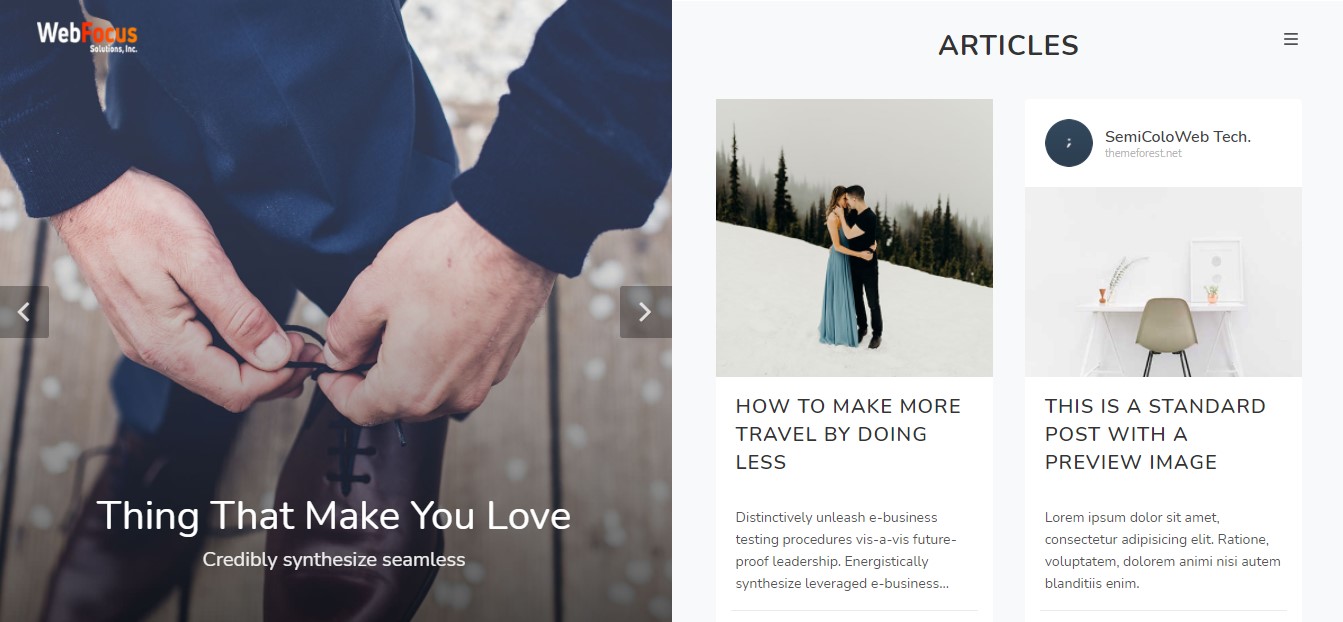 WebFocus
Solutions, Inc.
Thing That Make You Love
Credibly synthesize seamless
ARTICLES
HOW TO MAKE MORE
TRAVEL BY DOING
LESS
Distinctively unleash e-business
testing procedures vis-a-vis future-
proof leadership. Energistically
synthesize leveraged e-business...
;
SemiColoWeb Tech.
themeforest.net
THIS IS A STANDARD
POST WITH A
PREVIEW IMAGE
Lorem ipsum dolor sit amet,
consectetur adipisicing elit. Ratione,
voluptatem, dolorem animi nisi autem
blanditiis enim.